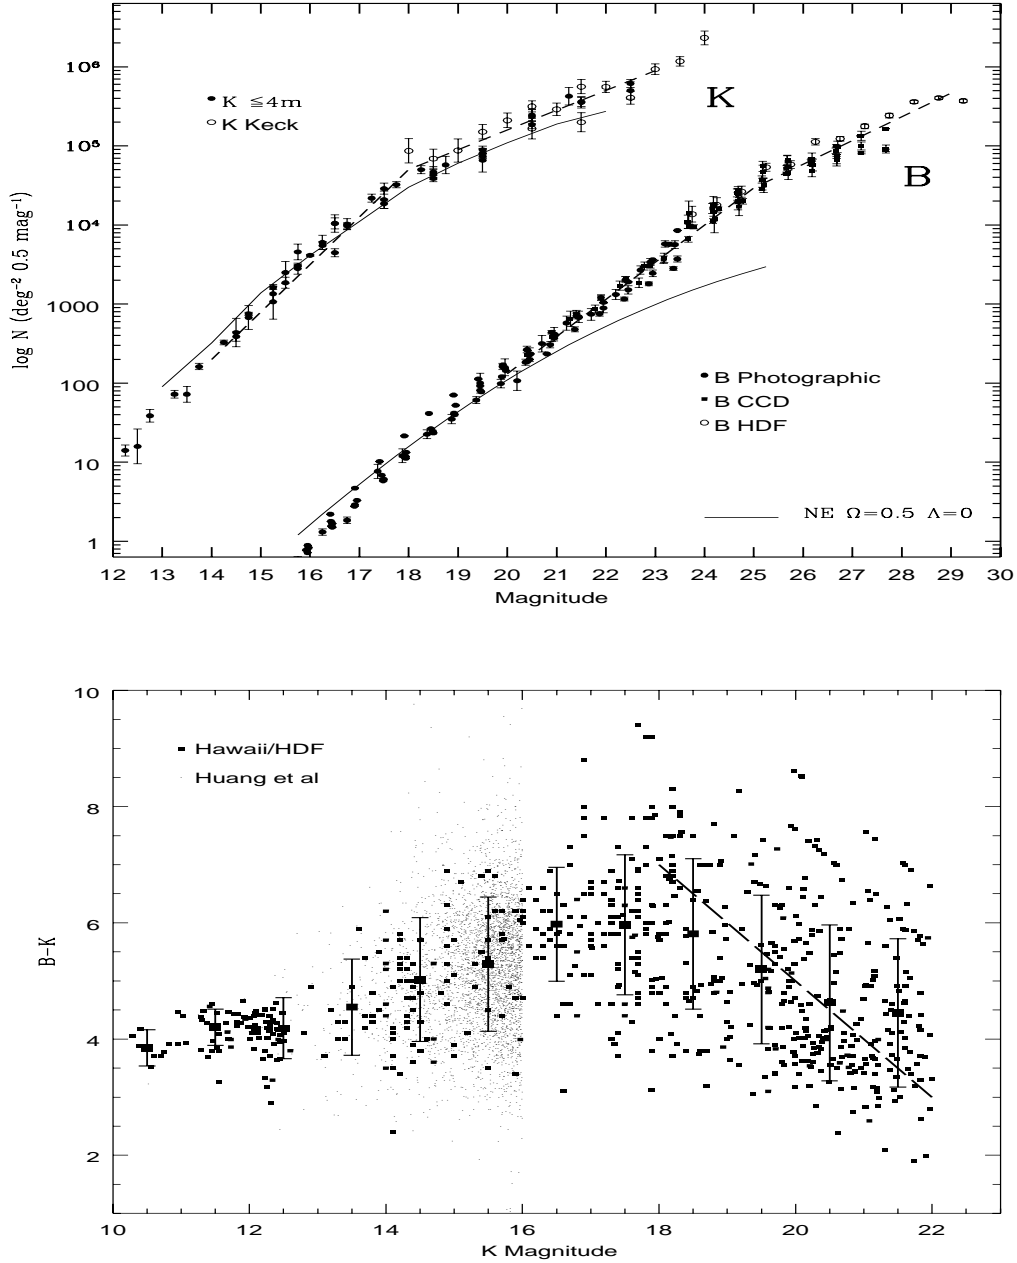 10⁶
10⁵
10⁴
1000
100
10
1
log N (deg⁻² 0.5 mag⁻¹)
K ≦4m
K Keck
K
B
B Photographic
B CCD
B HDF
NE Ω=0.5 Λ=0
12 13 14 15 16 17 18 19 20 21 22 23 24 25 26 27 28 29 30
Magnitude
10
8
6
4
2
B-K
Hawaii/HDF
Huang et al
10 12 14 16 18 20 22
K Magnitude